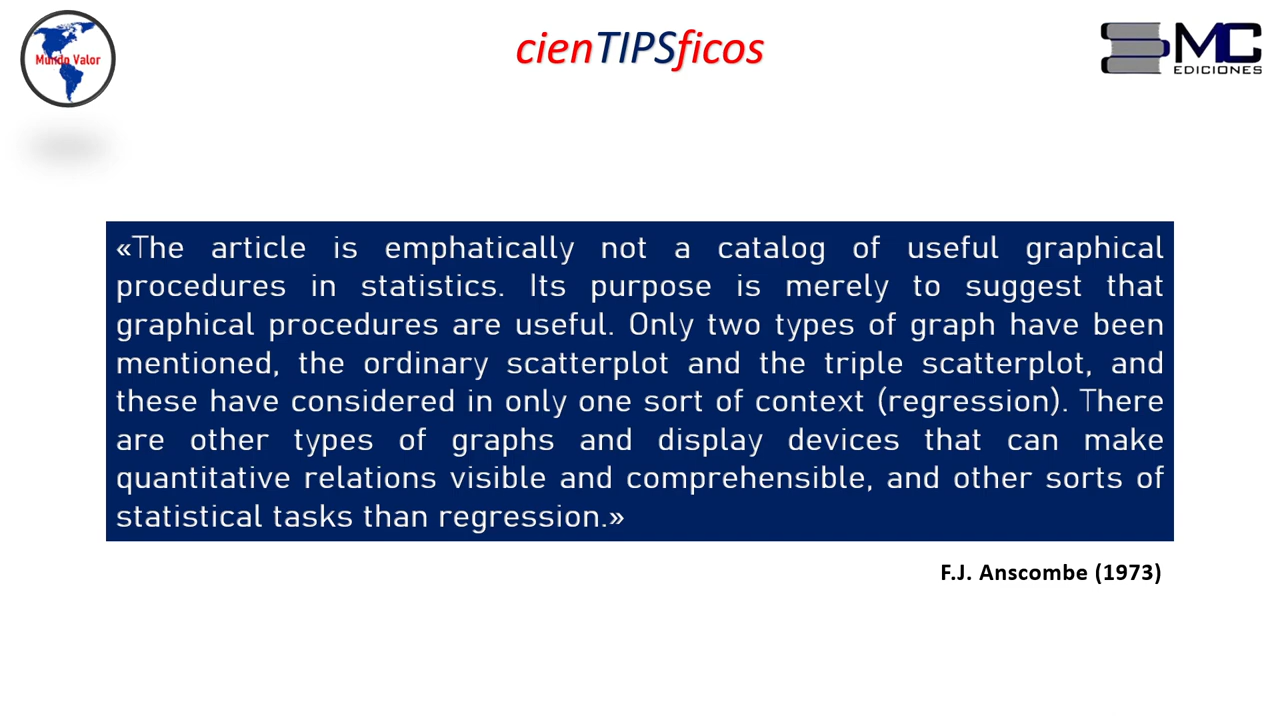 Mundo Valor
cienTIPSficos
MC
EDICIONES
«The article is emphatically not a catalog of useful graphical
procedures in statistics. Its purpose is merely to suggest that
graphical procedures are useful. Only two types of graph have been
mentioned, the ordinary scatterplot and the triple scatterplot, and
these have considered in only one sort of context (regression). There
are other types of graphs and display devices that can make
quantitative relations visible and comprehensible, and other sorts of
statistical tasks than regression.»
F.J. Anscombe (1973)